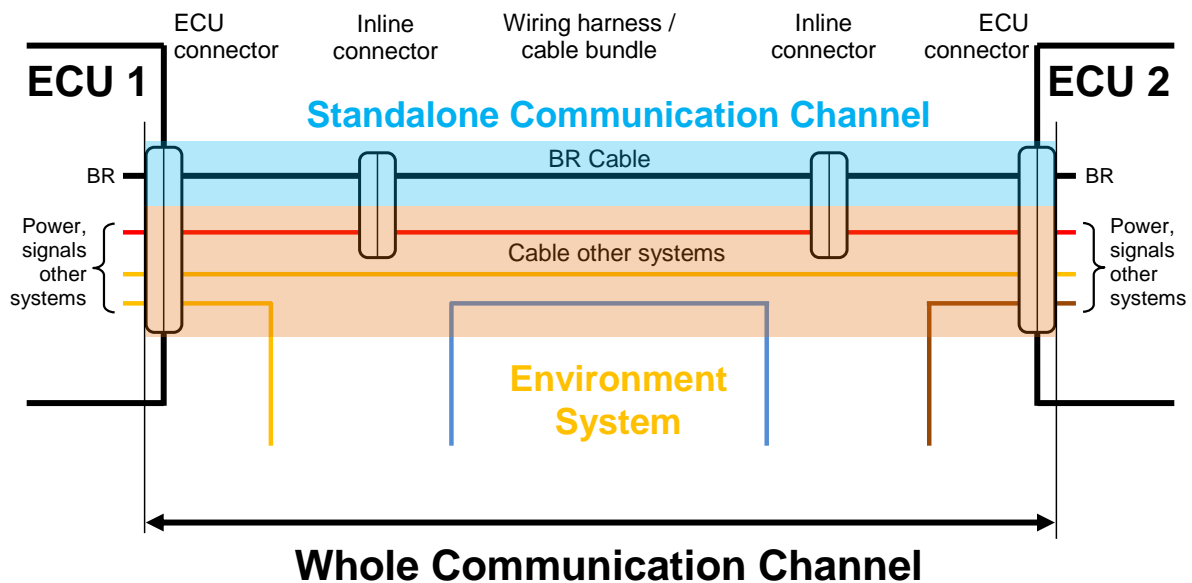 ECU
connector
Inline
connector
Wiring harness /
cable bundle
Inline
connector
ECU
connector
ECU 1
ECU 2
Standalone Communication Channel
BR Cable
BR
BR
Power,
signals
other
systems
Cable other systems
Power,
signals
other
systems
Environment
System
Whole Communication Channel